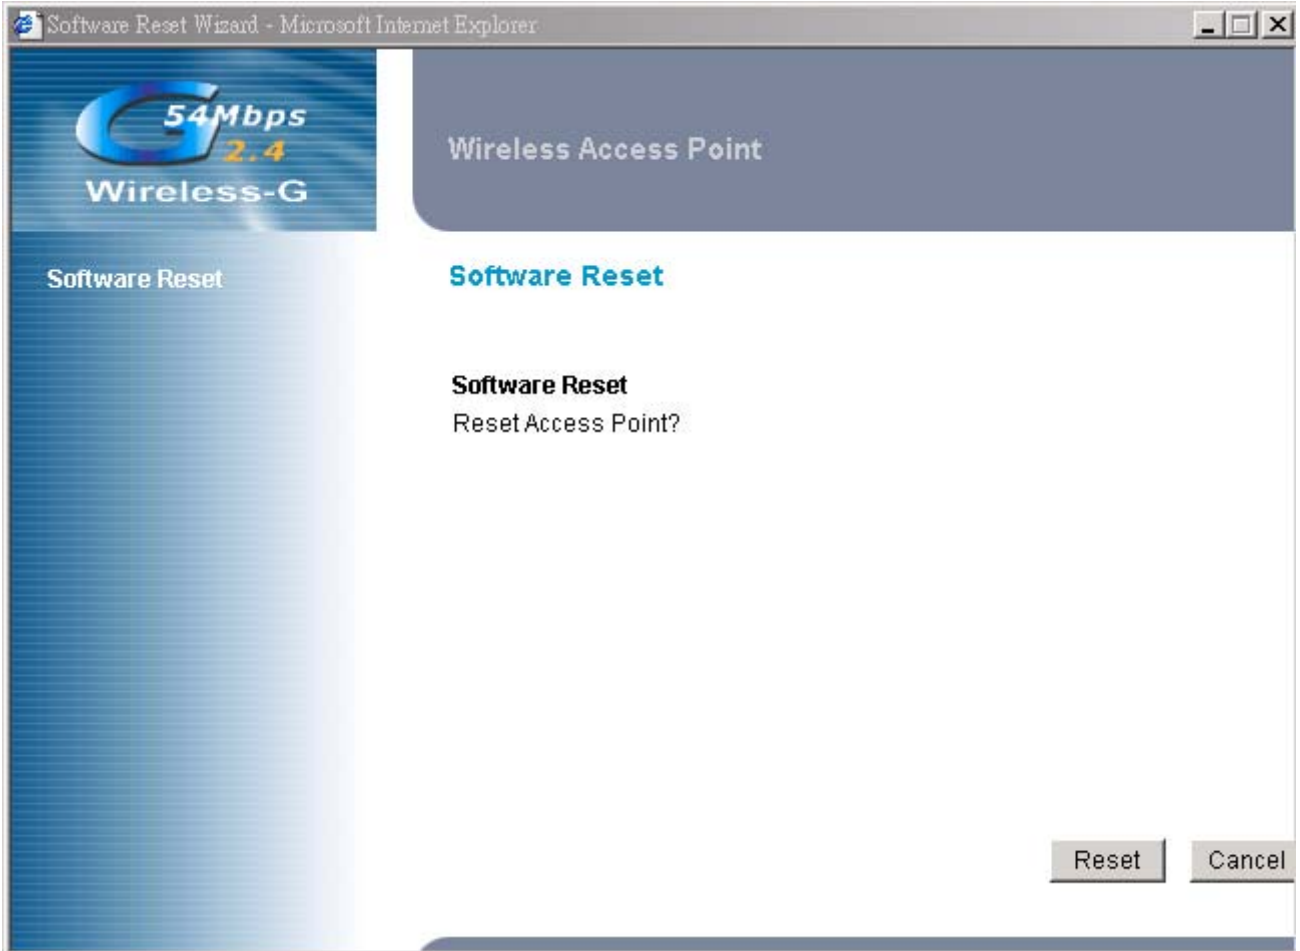 Software Reset Wizard - Microsoft Internet Explorer
G
54Mbps
2.4
Wireless-G
Wireless Access Point
Software Reset
Software Reset
Software Reset
Reset Access Point?
Reset
Cancel